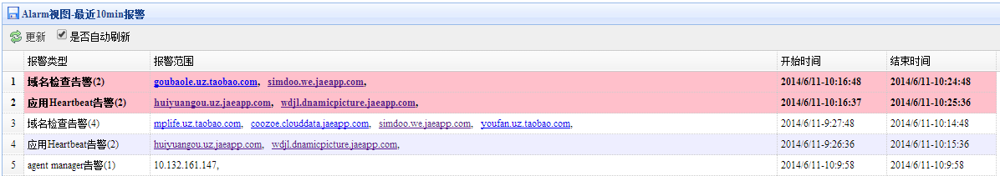 Alarm视图-最近10min报警
更新 是否自动刷新
报警类型 报警范围 开始时间 结束时间
1 域名检查告警(2) goubaole.uz.taobao.com, simdoo.we.jaeapp.com, 2014/6/11-10:16:48 2014/6/11-10:24:48
2 应用Heartbeat告警(2) huiyuangou.uz.jaeapp.com, wdjl.dnamicpicture.jaeapp.com, 2014/6/11-10:16:37 2014/6/11-10:25:36
3 域名检查告警(4) mplife.uz.taobao.com, coozoe.clouddata.jaeapp.com, simdoo.we.jaeapp.com, youfan.uz.taobao.com, 2014/6/11-9:27:48 2014/6/11-10:14:48
4 应用Heartbeat告警(2) huiyuangou.uz.jaeapp.com, wdjl.dnamicpicture.jaeapp.com, 2014/6/11-9:26:36 2014/6/11-10:15:36
5 agent manager告警(1) 10.132.161.147, 2014/6/11-10:9:58 2014/6/11-10:9:58